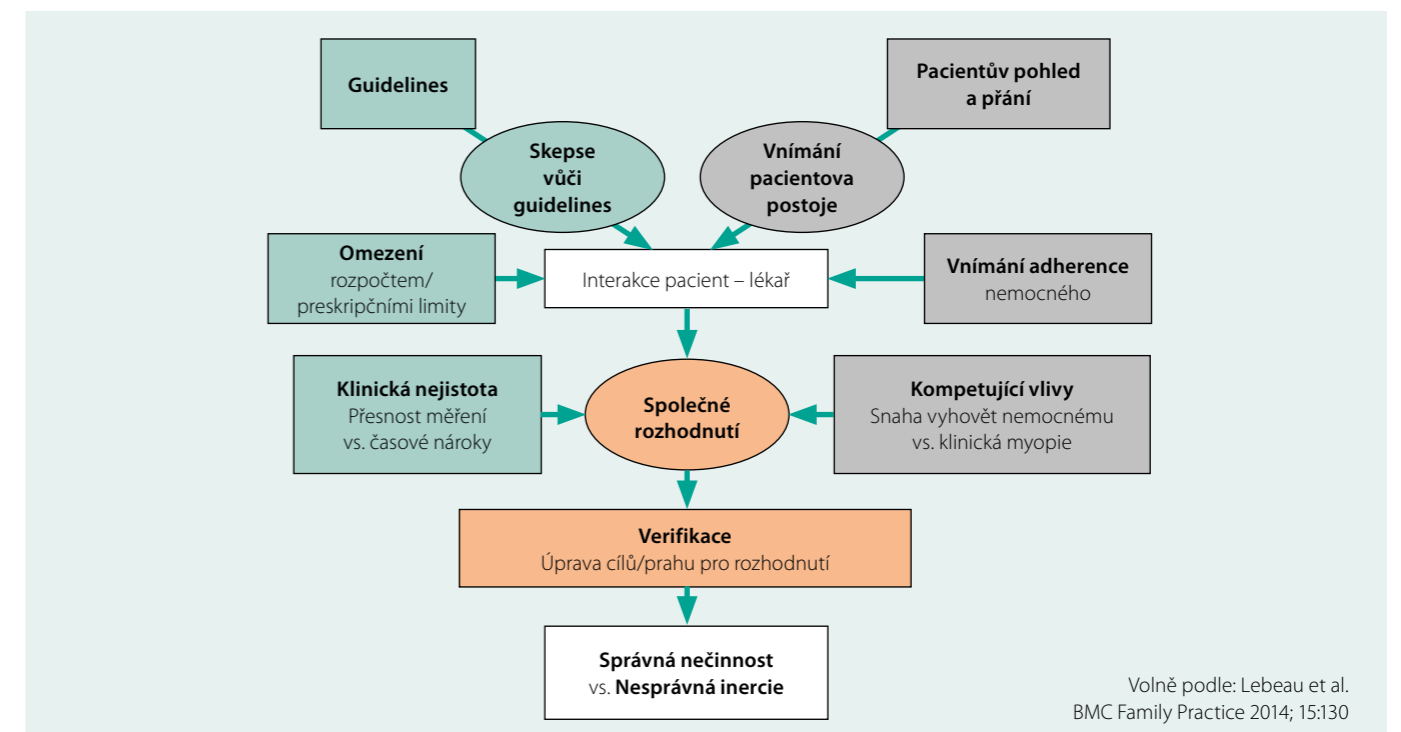 Guidelines
Pacientův pohled
a přání
Skepse
vůči
guidelines
Vnímání
pacientova
postoje
Omezení
rozpočtem/
preskripčními limity
Interakce pacient – lékař
Vnímání adherence
nemocného
Klinická nejistota
Přesnost měření
vs. časové nároky
Společné
rozhodnutí
Kompetující vlivy
Snaha vyhovět nemocnému
vs. klinická myopie
Verifikace
Úprava cílů/prahu pro rozhodnutí
Správná nečinnost
vs. Nesprávná inercie
Volně podle: Lebeau et al.
BMC Family Practice 2014; 15:130